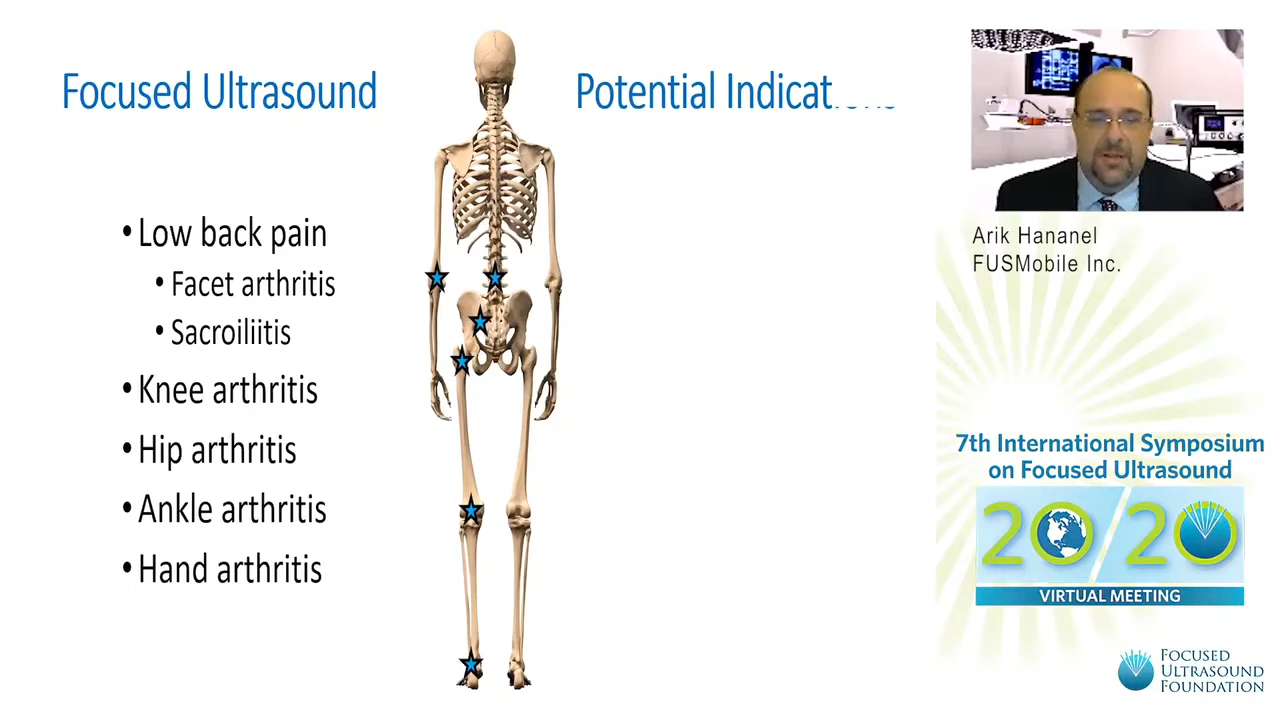 Focused Ultrasound
Potential Indications
• Low back pain
• Facet arthritis
• Sacroiliitis
• Knee arthritis
• Hip arthritis
• Ankle arthritis
• Hand arthritis
Arik Hananel
FUSMobile Inc.
7th International Symposium
on Focused Ultrasound
20/20
VIRTUAL MEETING
FOCUSED
ULTRASOUND
FOUNDATION